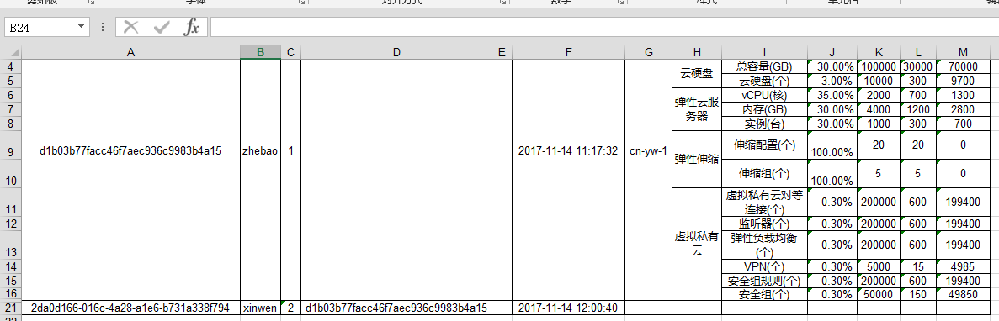 剪贴板 字体 对齐方式 数字 样式 单元格
B24 fx
A B C D E F G H I J K L M
4 云硬盘 总容量(GB) 30.00% 100000 30000 70000
5 云硬盘(个) 3.00% 10000 300 9700
6 弹性云服务器 vCPU(核) 35.00% 2000 700 1300
7 内存(GB) 30.00% 4000 1200 2800
8 实例(台) 30.00% 1000 300 700
9 d1b03b77facc46f7aec936c9983b4a15 zhebao 1 2017-11-14 11:17:32 cn-yw-1 弹性伸缩 伸缩配置(个) 100.00% 20 20 0
10 伸缩组(个) 100.00% 5 5 0
11 虚拟私有云 虚拟私有云对等连接(个) 0.30% 200000 600 199400
12 监听器(个) 0.30% 200000 600 199400
13 弹性负载均衡(个) 0.30% 200000 600 199400
14 VPN(个) 0.30% 5000 15 4985
15 安全组规则(个) 0.30% 200000 600 199400
16 安全组(个) 0.30% 50000 150 49850
21 2da0d166-016c-4a28-a1e6-b731a338f794 xinwen 2 d1b03b77facc46f7aec936c9983b4a15 2017-11-14 12:00:40